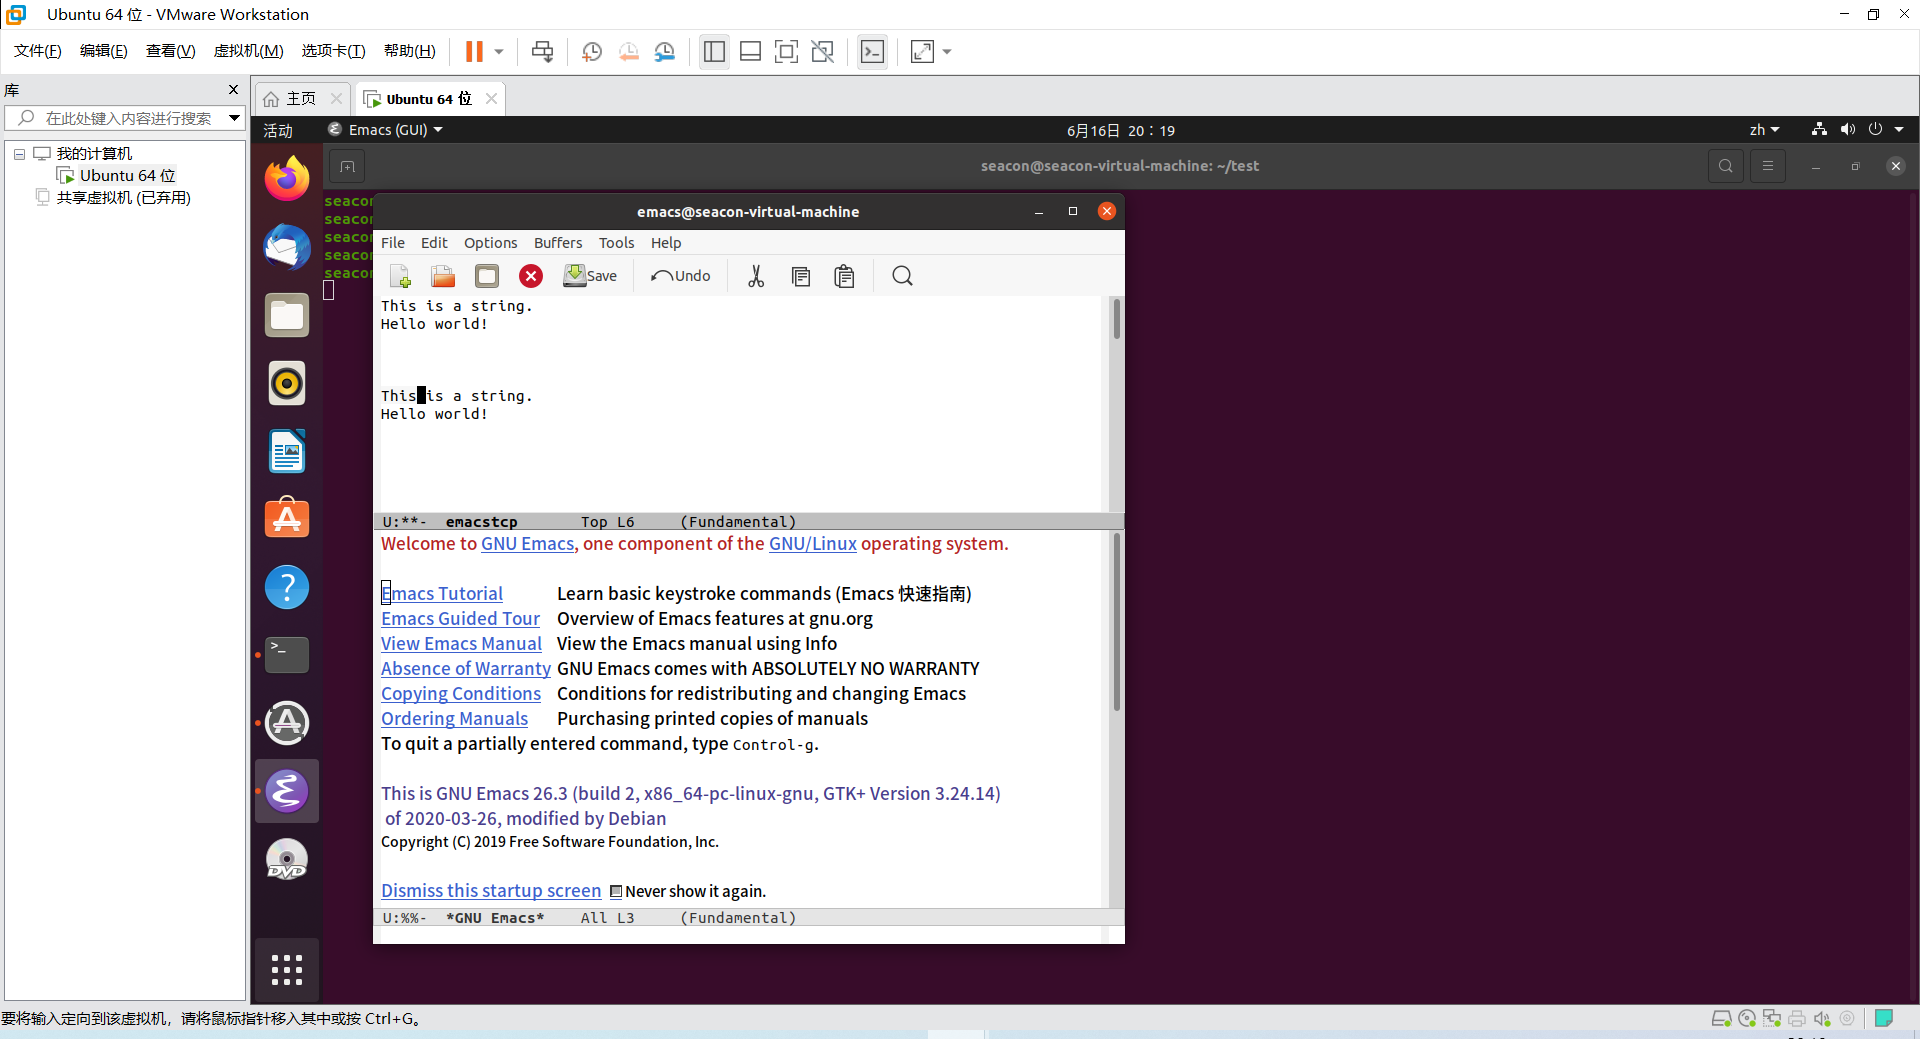 Ubuntu 64 位 - VMware Workstation
文件(F) 编辑(E) 查看(V) 虚拟机(M) 选项卡(T) 帮助(H)
库
在此处键入内容进行搜索
我的计算机
Ubuntu 64 位
共享虚拟机 (已弃用)
主页 Ubuntu 64 位
活动 Emacs (GUI) 6月16日 20：19 zh
seacon@seacon-virtual-machine: ~/test
seacon
seacon
seacon
seacon
seacon
emacs@seacon-virtual-machine
File Edit Options Buffers Tools Help
Save Undo
This is a string.
Hello world!
This is a string.
Hello world!
U:**- emacstcp Top L6 (Fundamental)
Welcome to GNU Emacs, one component of the GNU/Linux operating system.
Emacs Tutorial Learn basic keystroke commands (Emacs 快速指南)
Emacs Guided Tour Overview of Emacs features at gnu.org
View Emacs Manual View the Emacs manual using Info
Absence of Warranty GNU Emacs comes with ABSOLUTELY NO WARRANTY
Copying Conditions Conditions for redistributing and changing Emacs
Ordering Manuals Purchasing printed copies of manuals
To quit a partially entered command, type Control-g.
This is GNU Emacs 26.3 (build 2, x86_64-pc-linux-gnu, GTK+ Version 3.24.14)
of 2020-03-26, modified by Debian
Copyright (C) 2019 Free Software Foundation, Inc.
Dismiss this startup screen Never show it again.
U:%%- *GNU Emacs* All L3 (Fundamental)
DVD
要将输入定向到该虚拟机，请将鼠标指针移入其中或按 Ctrl+G。